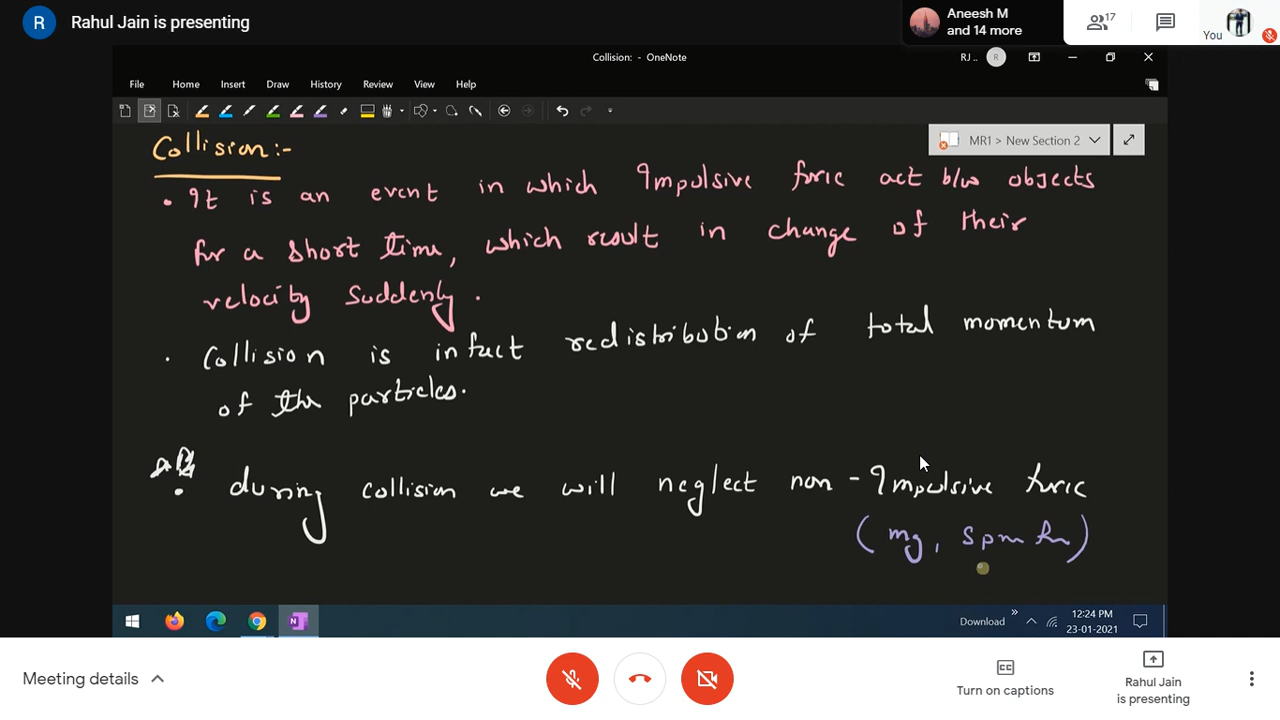 R Rahul Jain is presenting
Aneesh M
and 14 more
17
You
Collision: - OneNote
RJ ..
R
File Home Insert Draw History Review View Help
MR1 > New Section 2
Collision:-
• It is an event in which Impulsive force act b/w objects
for a short time, which result in change of their
velocity suddenly.
• Collision is infact redistribution of total momentum
of the particles.
• during collision we will neglect non-Impulsive force
(mg,
Download
12:24 PM
23-01-2021
Meeting details
CC
Turn on captions
Rahul Jain
is presenting